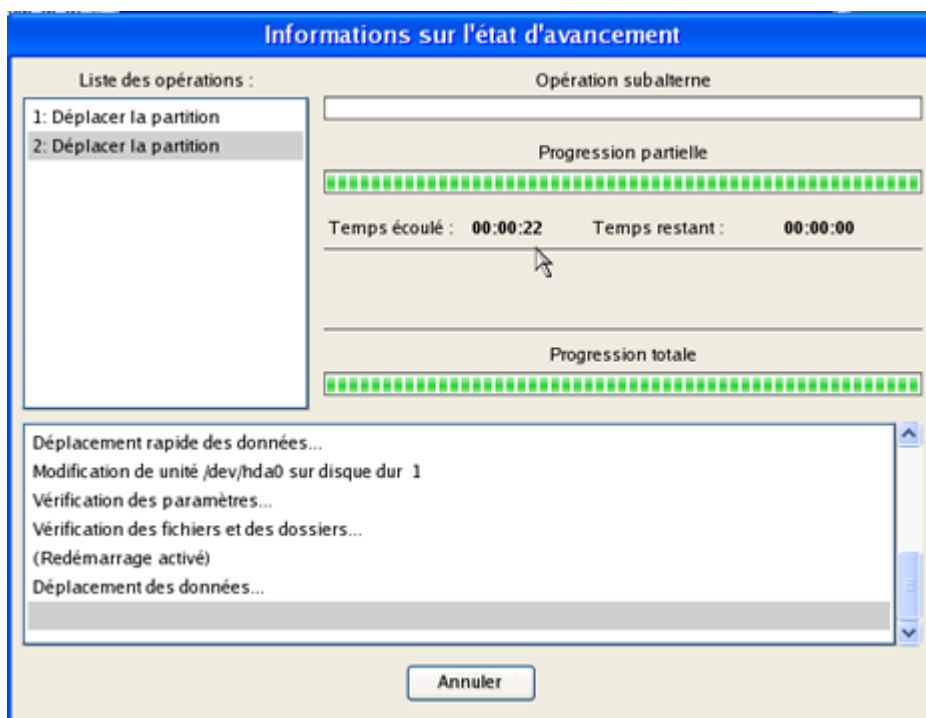 Informations sur l'état d'avancement
Liste des opérations :
1: Déplacer la partition
2: Déplacer la partition
Opération subalterne
Progression partielle
Temps écoulé : 00:00:22 Temps restant : 00:00:00
Progression totale
Déplacement rapide des données...
Modification de unité /dev/hda0 sur disque dur 1
Vérification des paramètres...
Vérification des fichiers et des dossiers...
(Redémarrage activé)
Déplacement des données...
Annuler